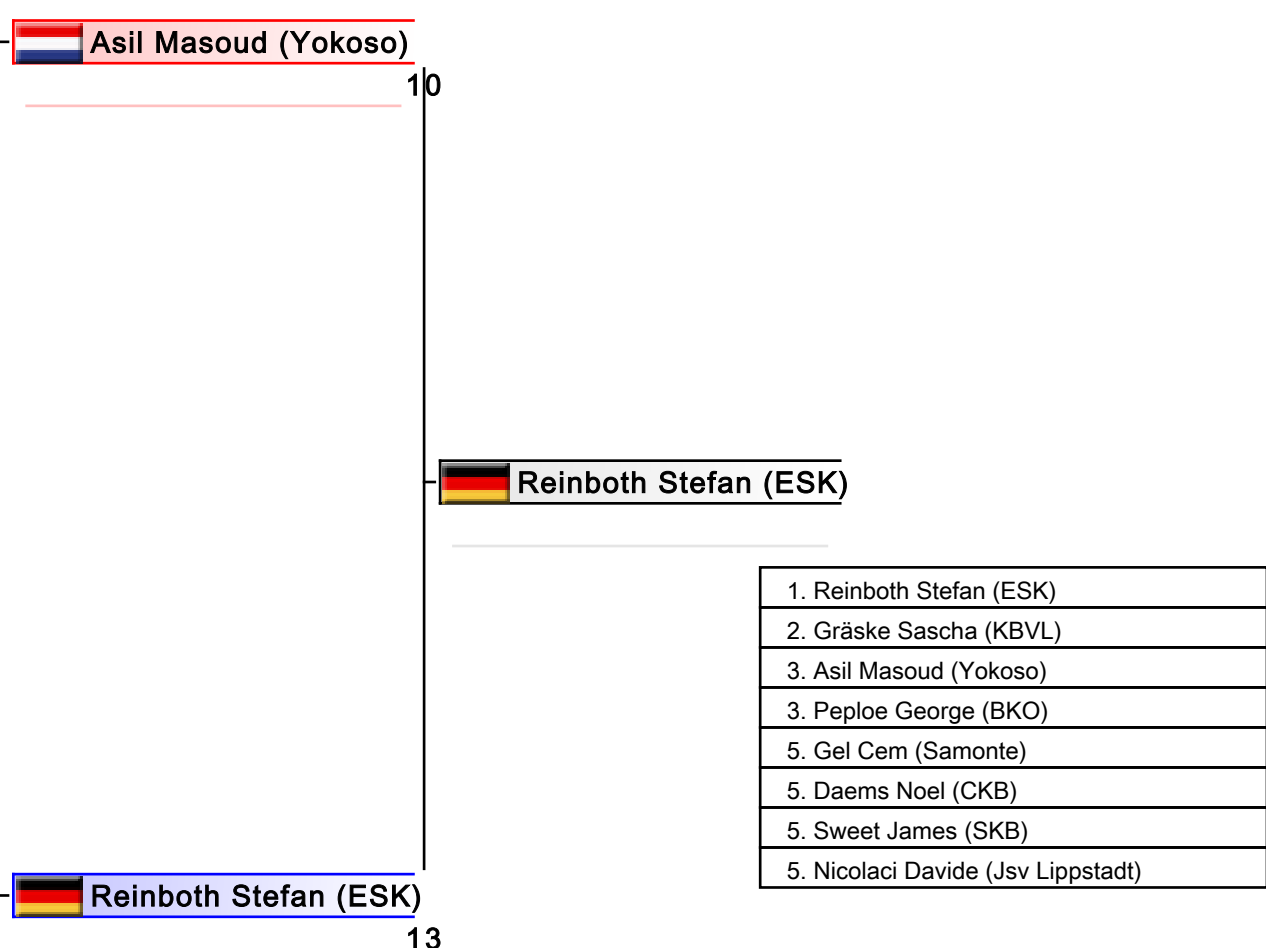 Asil Masoud (Yokoso)
10
Reinboth Stefan (ESK)
1. Reinboth Stefan (ESK)
2. Gräske Sascha (KBVL)
3. Asil Masoud (Yokoso)
3. Peploe George (BKO)
5. Gel Cem (Samonte)
5. Daems Noel (CKB)
5. Sweet James (SKB)
5. Nicolaci Davide (Jsv Lippstadt)
Reinboth Stefan (ESK)
13